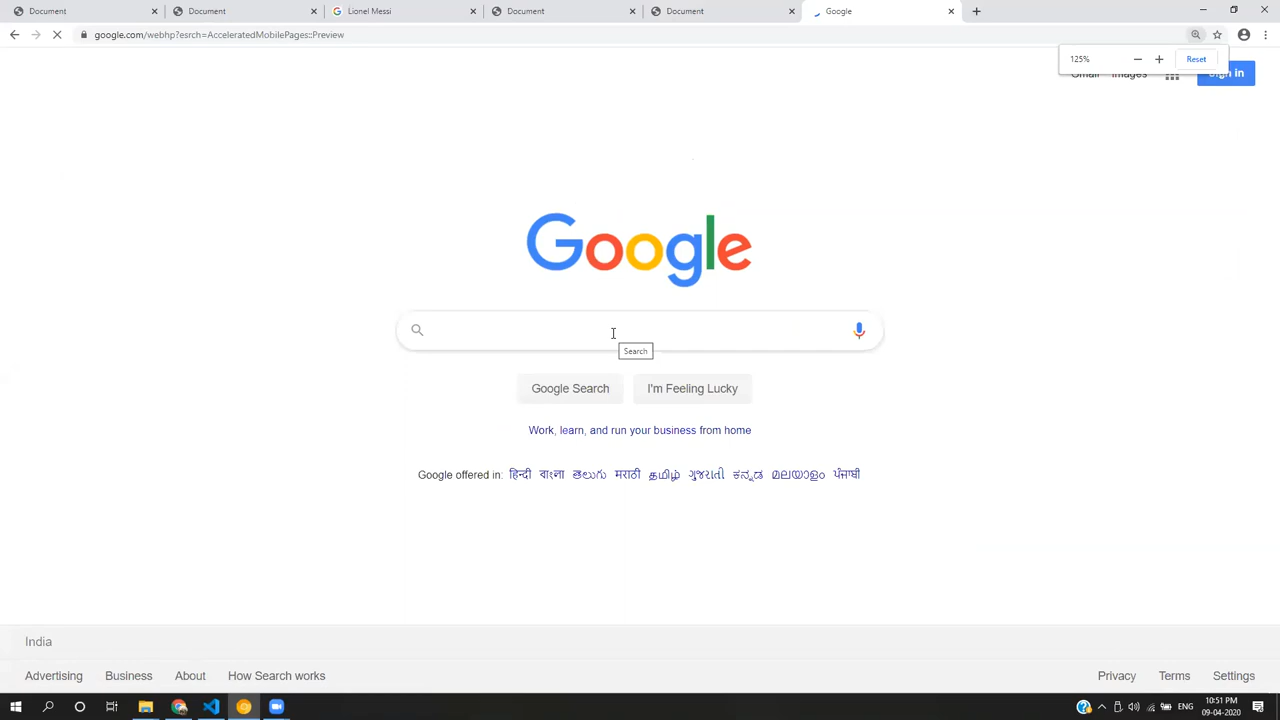 Document
Document
Lionel Messi
Document
Document
Google
google.com/webhp?esrch=AcceleratedMobilePages::Preview
125%
Reset
Gmail
Images
Sign in
Google
Search
Google Search
I'm Feeling Lucky
Work, learn, and run your business from home
Google offered in: हिन्दी বাংলা తెలుగు मराठी தமிழ் ગુજરાતી ಕನ್ನಡ മലയാളം ਪੰਜਾਬੀ
India
Advertising Business About How Search works
Privacy Terms Settings
ENG
10:51 PM
09-04-2020